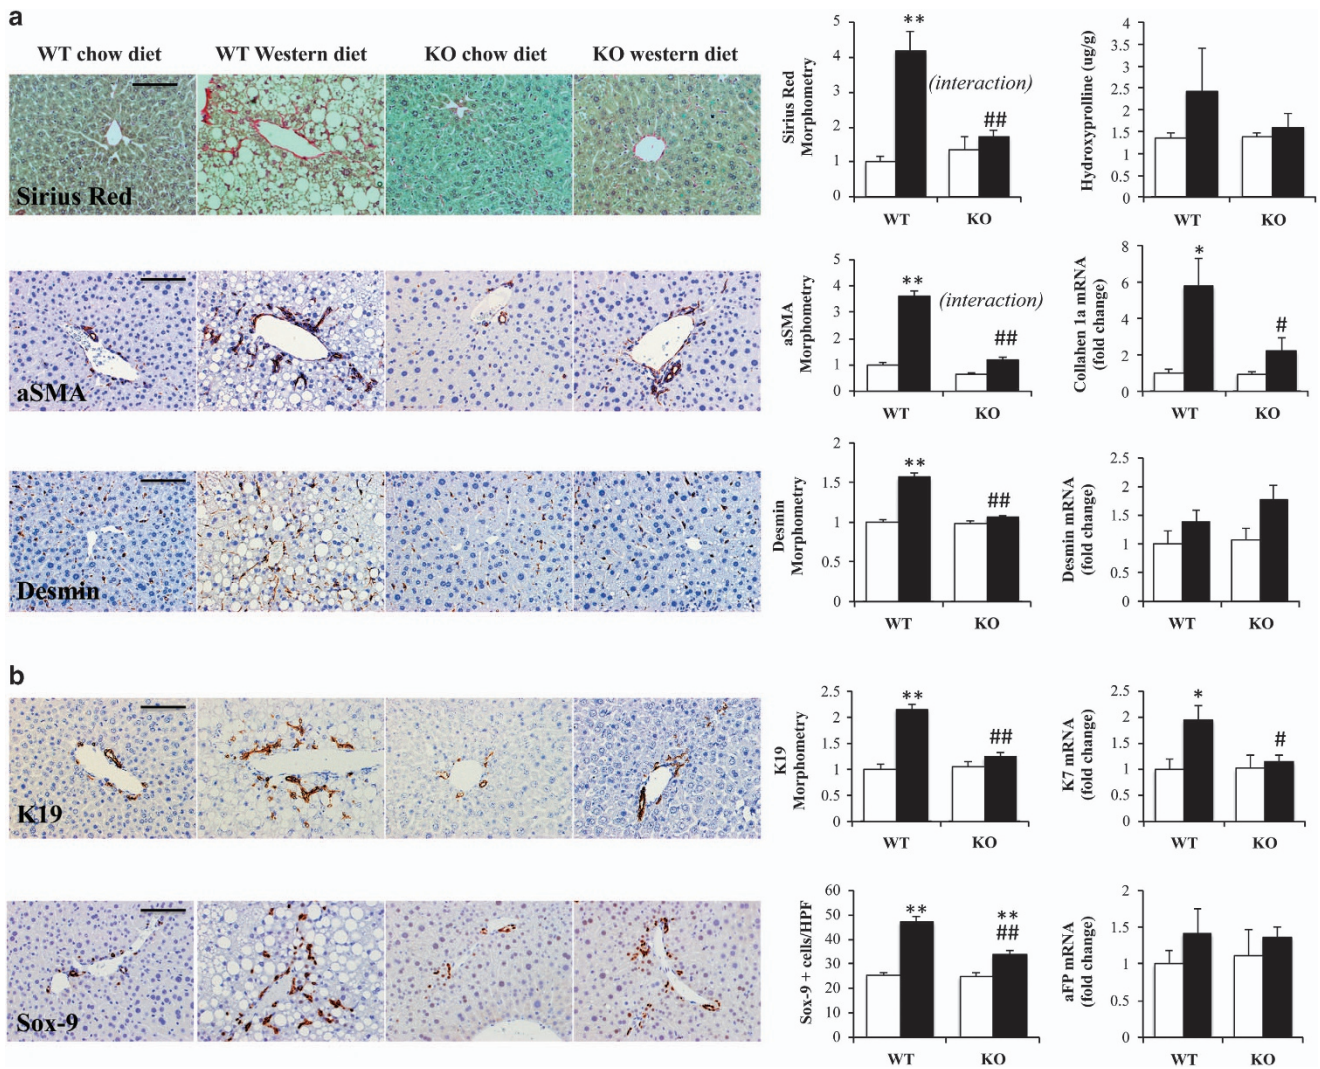 a
WT chow diet
WT Western diet
KO chow diet
KO western diet
Sirius Red
Sirius Red
Morphometry
5
4
3
2
1
0
**
(interaction)
##
WT
KO
Hydroxyprolline (ug/g)
4
3.5
3
2.5
2
1.5
1.5
0.5
0
WT
KO
aSMA
aSMA
Morphometry
5
4
3
2
1
0
**
(interaction)
##
WT
KO
Collahen 1a mRNA
(fold change)
8
6
4
2
0
*
#
WT
KO
Desmin
Desmin
Morphometry
2
1.5
1
0.5
0
**
##
WT
KO
Desmin mRNA
(fold change)
2.5
2
1.5
1
0.5
0
WT
KO
b
K19
K19
Morphometry
2.5
2
1.5
1
0.5
0
**
##
WT
KO
K7 mRNA
(fold change)
2.5
2
1.5
1
0.5
0
*
#
WT
KO
Sox-9
Sox-9 + cells/HPF
60
50
40
30
20
10
0
**
**
##
WT
KO
aFP mRNA
(fold change)
2
1.5
1
0.5
0
WT
KO